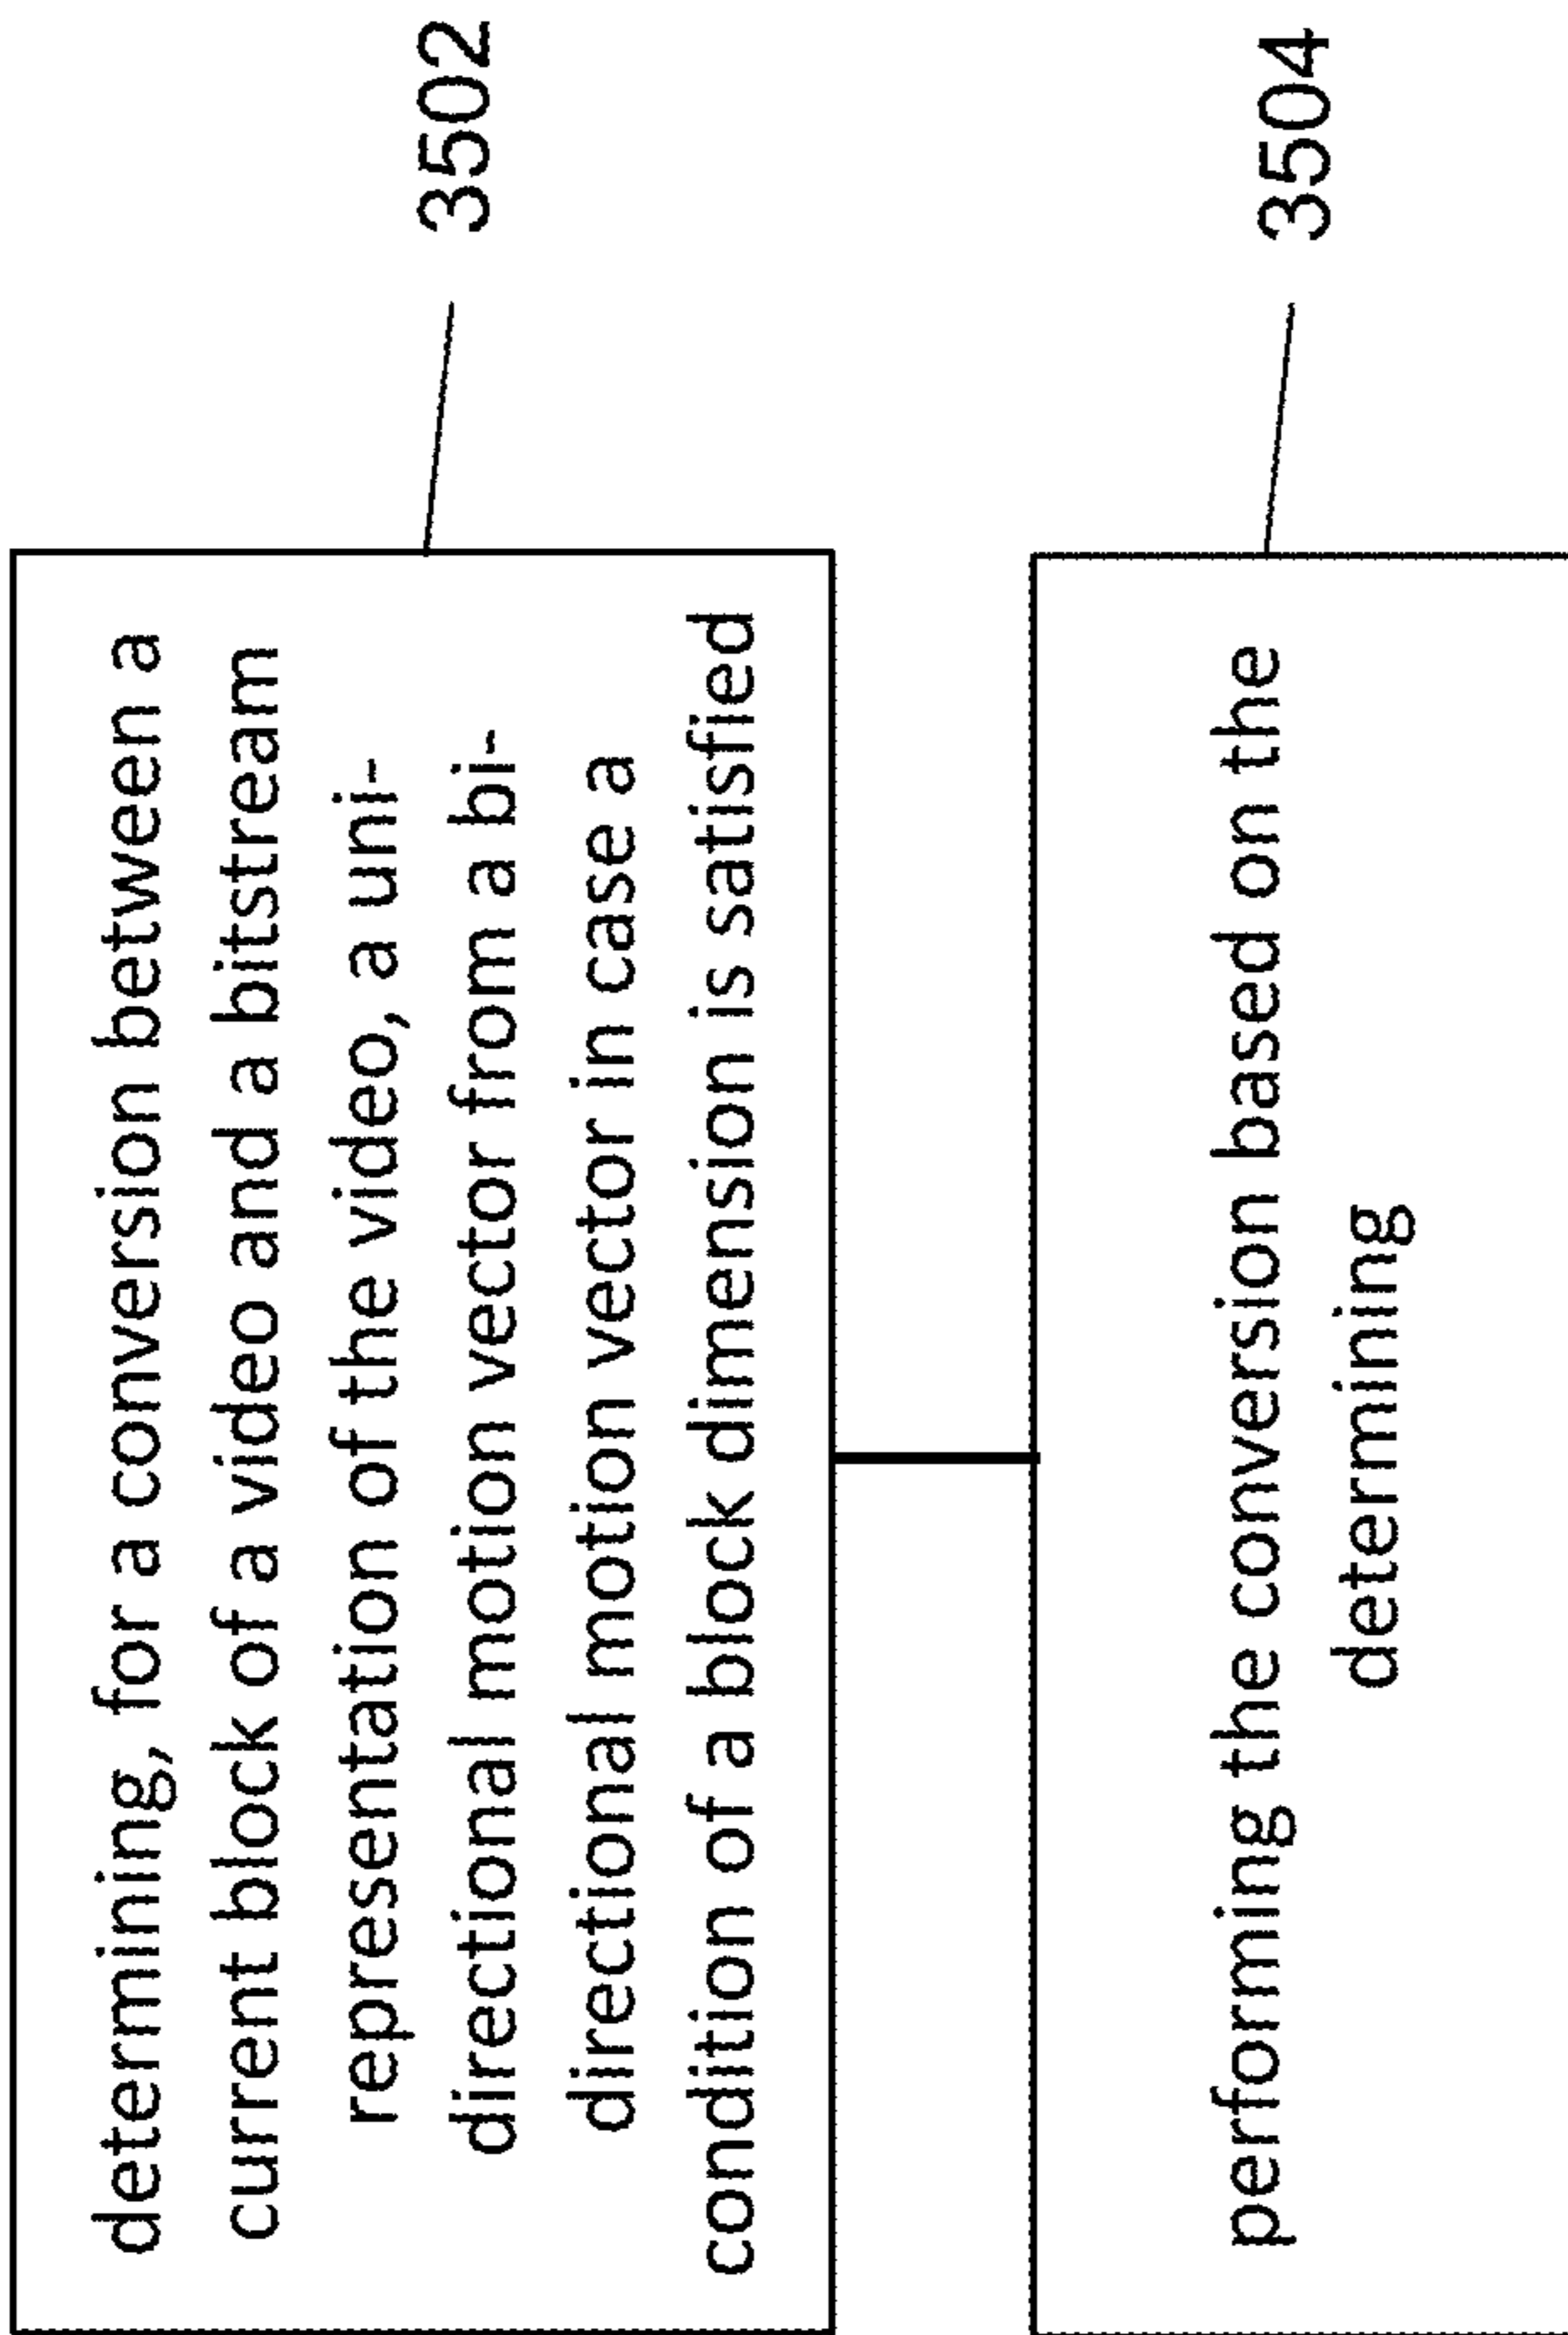 determining, for a conversion between a
current block of a video and a bitstream
representation of the video, a uni-
directional motion vector from a bi-
directional motion vector in case a
condition of a block dimension is satisfied
3502
performing the conversion based on the
determining
3504